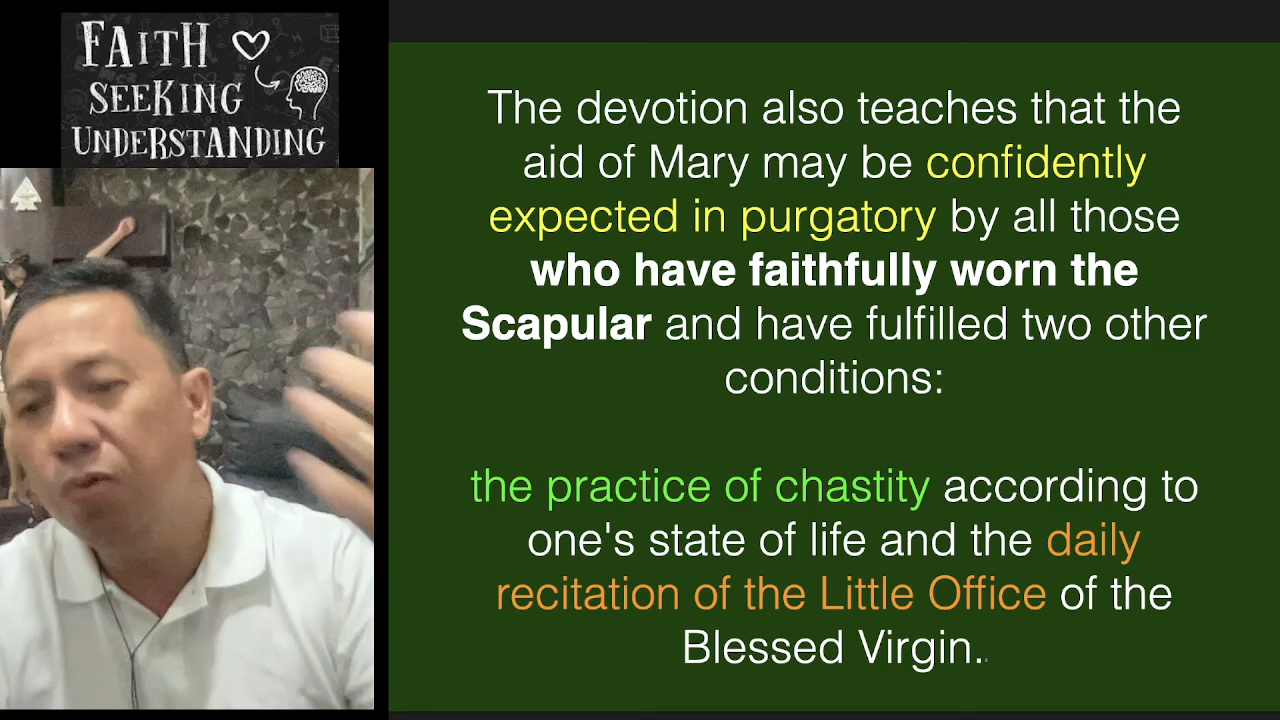 FAITH
SEEKING
UNDERSTANDING
The devotion also teaches that the
aid of Mary may be confidently
expected in purgatory by all those
who have faithfully worn the
Scapular and have fulfilled two other
conditions:
the practice of chastity according to
one's state of life and the daily
recitation of the Little Office of the
Blessed Virgin.